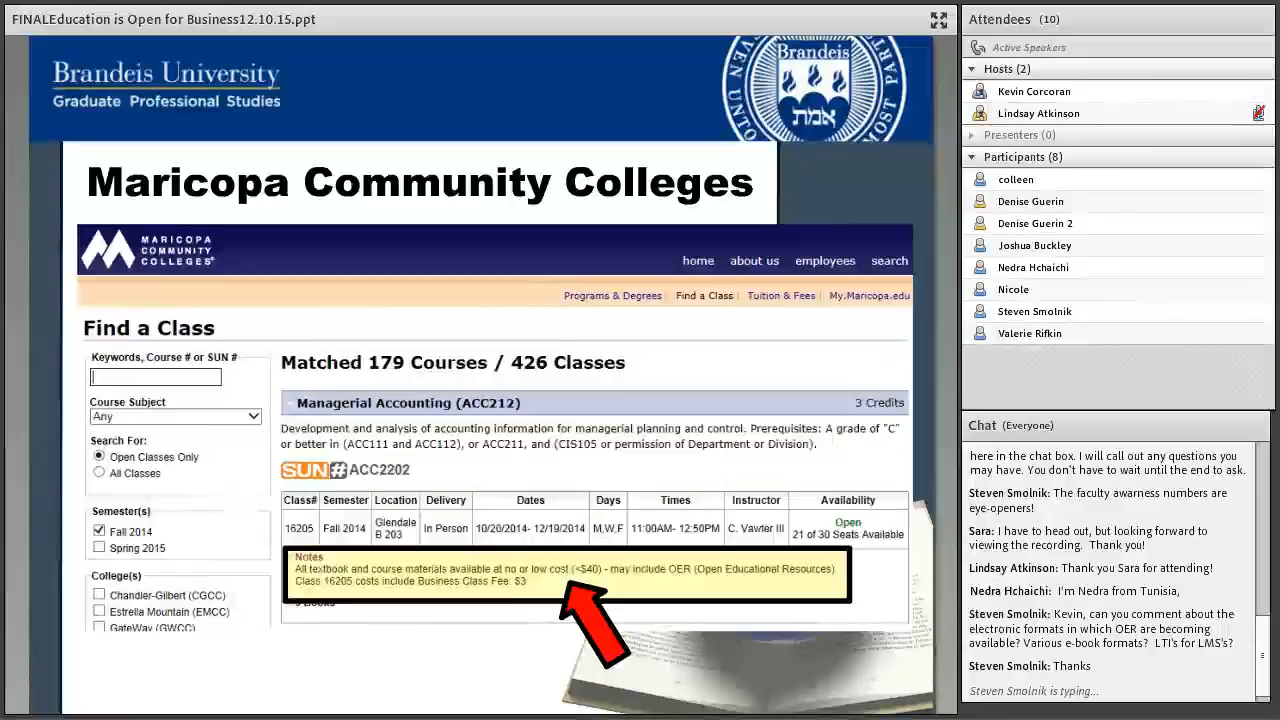 FINALEducation is Open for Business12.10.15.ppt
Brandeis University
Graduate Professional Studies
Brandeis
אמת
Maricopa Community Colleges
MARICOPA
COMMUNITY
COLLEGES
home about us employees search
Programs & Degrees | Find a Class | Tuition & Fees | My.Maricopa.edu
Find a Class
Keywords, Course # or SUN #
Course Subject
Any
Search For:
Open Classes Only
All Classes
Semester(s)
Fall 2014
Spring 2015
College(s)
Chandler-Gilbert (CGCC)
Estrella Mountain (EMCC)
GateWay (GWCC)
Matched 179 Courses / 426 Classes
Managerial Accounting (ACC212) 3 Credits
Development and analysis of accounting information for managerial planning and control. Prerequisites: A grade of "C"
or better in (ACC111 and ACC112), or ACC211, and (CIS105 or permission of Department or Division).
SUN# ACC2202
Class# Semester Location Delivery Dates Days Times Instructor Availability
16205 Fall 2014 Glendale B 203 In Person 10/20/2014- 12/19/2014 M,W,F 11:00AM- 12:50PM C. Vawter III Open
21 of 30 Seats Available
Notes
All textbook and course materials available at no or low cost (<$40) - may include OER (Open Educational Resources)
Class 16205 costs include Business Class Fee: $3
Attendees (10)
Active Speakers
Hosts (2)
Kevin Corcoran
Lindsay Atkinson
Presenters (0)
Participants (8)
colleen
Denise Guerin
Denise Guerin 2
Joshua Buckley
Nedra Hchaichi
Nicole
Steven Smolnik
Valerie Rifkin
Chat (Everyone)
here in the chat box. I will call out any questions you
may have. You don't have to wait until the end to ask.
Steven Smolnik: The faculty awarness numbers are
eye-openers!
Sara: I have to head out, but looking forward to
viewing the recording. Thank you!
Lindsay Atkinson: Thank you Sara for attending!
Nedra Hchaichi: I'm Nedra from Tunisia,
Steven Smolnik: Kevin, can you comment about the
electronic formats in which OER are becoming
available? Various e-book formats? LTI's for LMS's?
Steven Smolnik: Thanks
Steven Smolnik is typing...